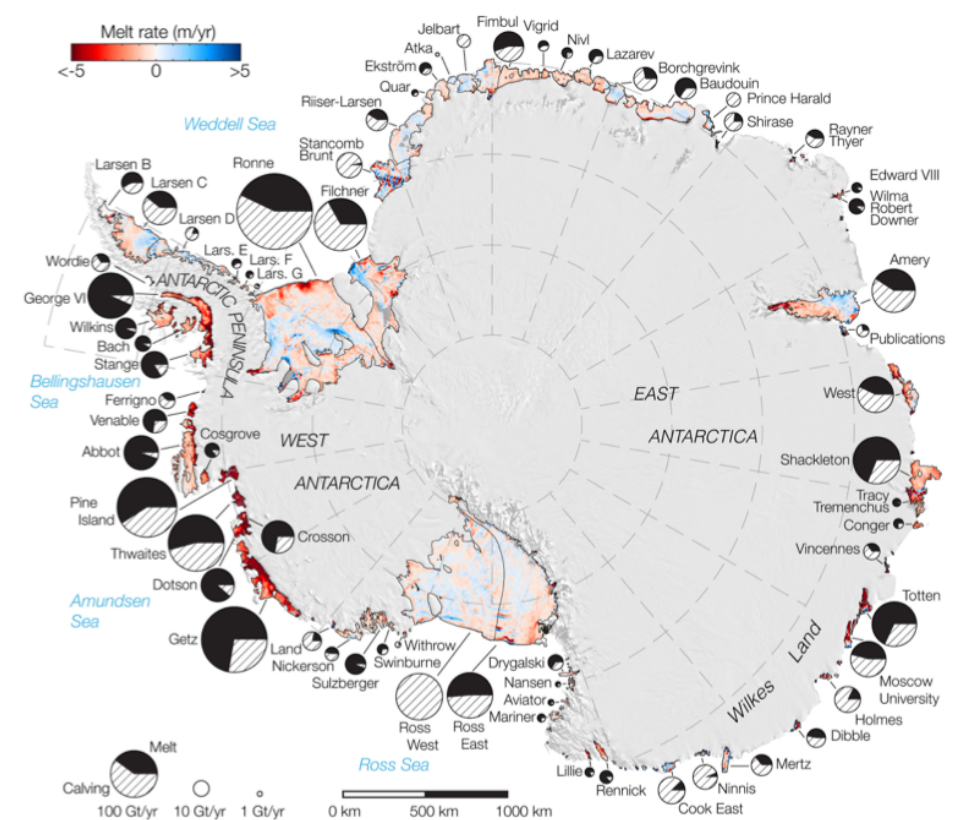 Melt rate (m/yr)
<-5 0 >5
Jelbart
Fimbul
Vigrid
Nivl
Lazarev
Atka
Ekström
Quar
Riiser-Larsen
Borchgrevink
Baudouin
Prince Harald
Shirase
Weddell Sea
Stancomb
Brunt
Rayner
Thyer
Larsen B
Larsen C
Ronne
Filchner
Edward VIII
Wilma
Robert
Downer
Larsen D
Lars. E
Lars. F
Lars. G
Wordie
George VI
Wilkins
Bach
Stange
ANTARCTIC PENINSULA
Amery
Publications
Bellingshausen
Sea
Ferrigno
Venable
Abbot
Cosgrove
WEST
ANTARCTICA
EAST
ANTARCTICA
West
Shackleton
Tracy
Tremenchus
Conger
Vincennes
Pine
Island
Thwaites
Crosson
Dotson
Amundsen
Sea
Getz
Land
Nickerson
Sulzberger
Swinburne
Withrow
Drygalski
Nansen
Aviator
Mariner
Ross
West
Ross
East
Ross Sea
Totten
Moscow
University
Holmes
Dibble
Mertz
Ninnis
Cook East
Rennick
Lillie
Wilkes Land
Melt
Calving
100 Gt/yr 10 Gt/yr 1 Gt/yr
0 km 500 km 1000 km